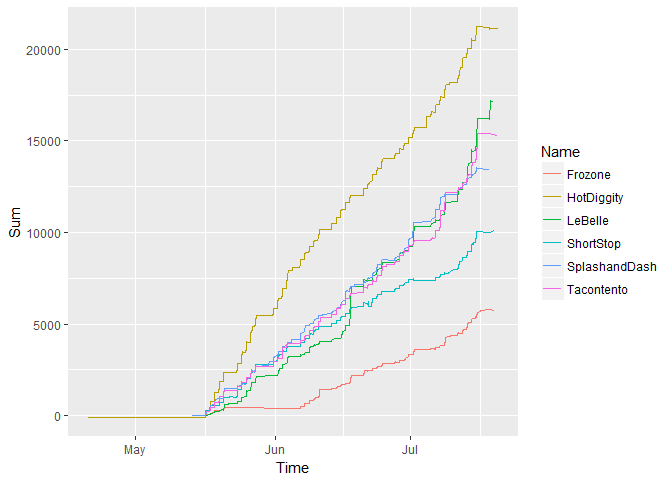 20000
15000
10000
5000
0
Sum
May
Jun
Jul
Time
Name
Frozone
HotDiggity
LeBelle
ShortStop
SplashandDash
Tacontento